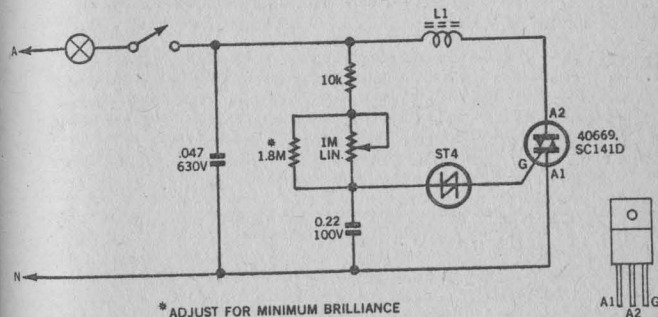 L1
A
10k
A2
.047
630V
*
1.8M
1M
LIN.
ST4
G
40669,
SC141D
A1
0.22
100V
N
A1
A2
G
*ADJUST FOR MINIMUM BRILLIANCE